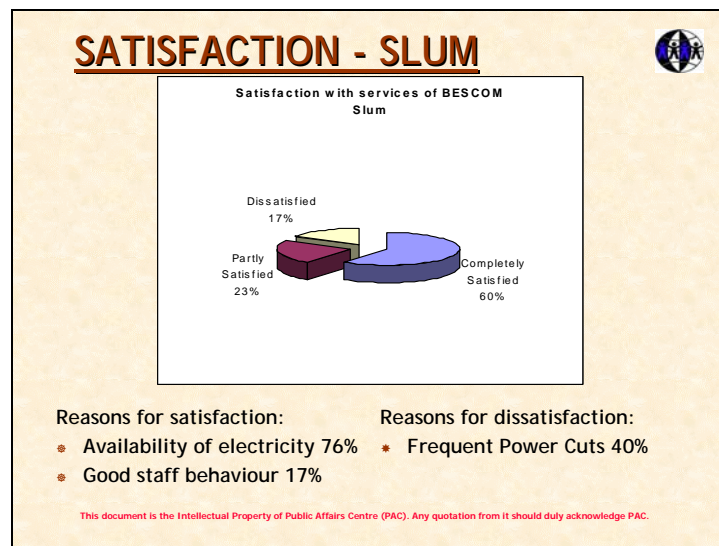 SATISFACTION - SLUM
Satisfaction with services of BESCOM
Slum
Dissatisfied
17%
Partly
Satisfied
23%
Completely
Satisfied
60%
Reasons for satisfaction:
Availability of electricity 76%
Good staff behaviour 17%
Reasons for dissatisfaction:
Frequent Power Cuts 40%
This document is the Intellectual Property of Public Affairs Centre (PAC). Any quotation from it should duly acknowledge PAC.